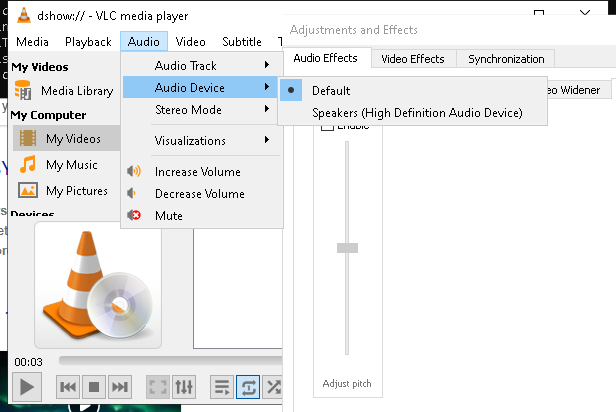 dshow:// - VLC media player
Adjustments and Effects
Media Playback Audio Video Subtitle T
Audio Effects Video Effects Synchronization
My Videos
Audio Track
Media Library
Audio Device
Default
eo Widener
My Computer
Stereo Mode
Speakers (High Definition Audio Device)
Enable
My Videos
Visualizations
My Music
Increase Volume
My Pictures
Decrease Volume
Devices
Mute
00:03
Adjust pitch